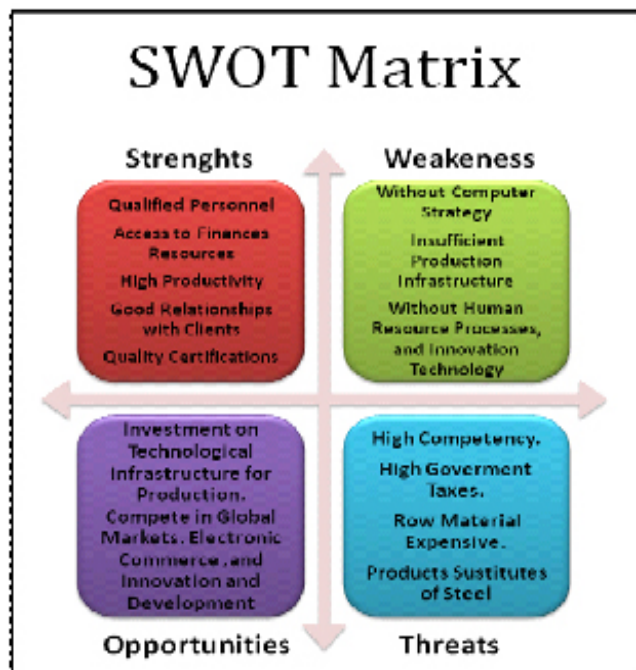 SWOT Matrix
Strenghts
Qualified Personnel
Access to Finances
Resources
High Productivity
Good Relationships
with Clients
Quality Certifications
Weakeness
Without Computer
Strategy
Insufficient
Production
Infrastructure
Without Human
Resource Processes,
and Innovation
Technology
Investment on
Technological
Infrastructure for
Production.
Compete in Global
Markets. Electronic
Commerce ,and
Innovation and
Development
Opportunities
High Competency.
High Goverment
Taxes.
Row Material
Expensive.
Products Sustitutes
of Steel
Threats